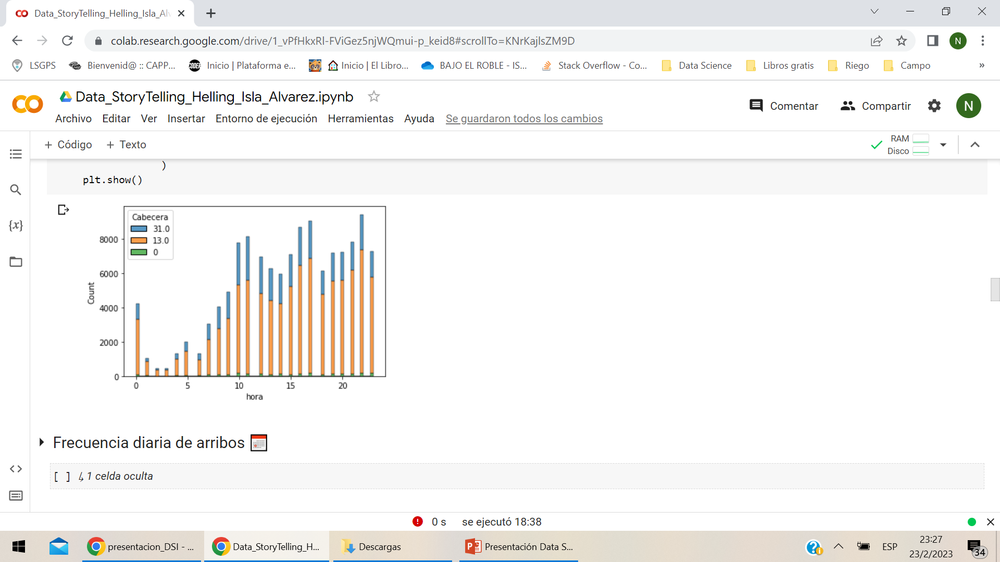 Data_StoryTelling_Helling_Isla_Al
colab.research.google.com/drive/1_vPfHkxRl-FViGez5njWQmui-p_keid8#scrollTo=KNrKajlsZM9D
N
LSGPS
Bienvenid@ :: CAPP...
CODER
Inicio | Plataforma e...
Inicio | El Libro...
BAJO EL ROBLE - IS...
Stack Overflow - Co...
Data Science
Libros gratis
Riego
Campo
»
Data_StoryTelling_Helling_Isla_Alvarez.ipynb
Comentar
Compartir
N
Archivo Editar Ver Insertar Entorno de ejecución Herramientas Ayuda Se guardaron todos los cambios
+ Código + Texto
RAM
Disco
)
plt.show()
{x}
Cabecera
31.0
13.0
0
8000
6000
4000
2000
0
Count
0 5 10 15 20
hora
Frecuencia diaria de arribos
[ ] ↳ 1 celda oculta
0 s se ejecutó 18:38
presentacion_DSI - ...
Data_StoryTelling_H...
Descargas
Presentación Data S...
ESP
23:27
23/2/2023
34